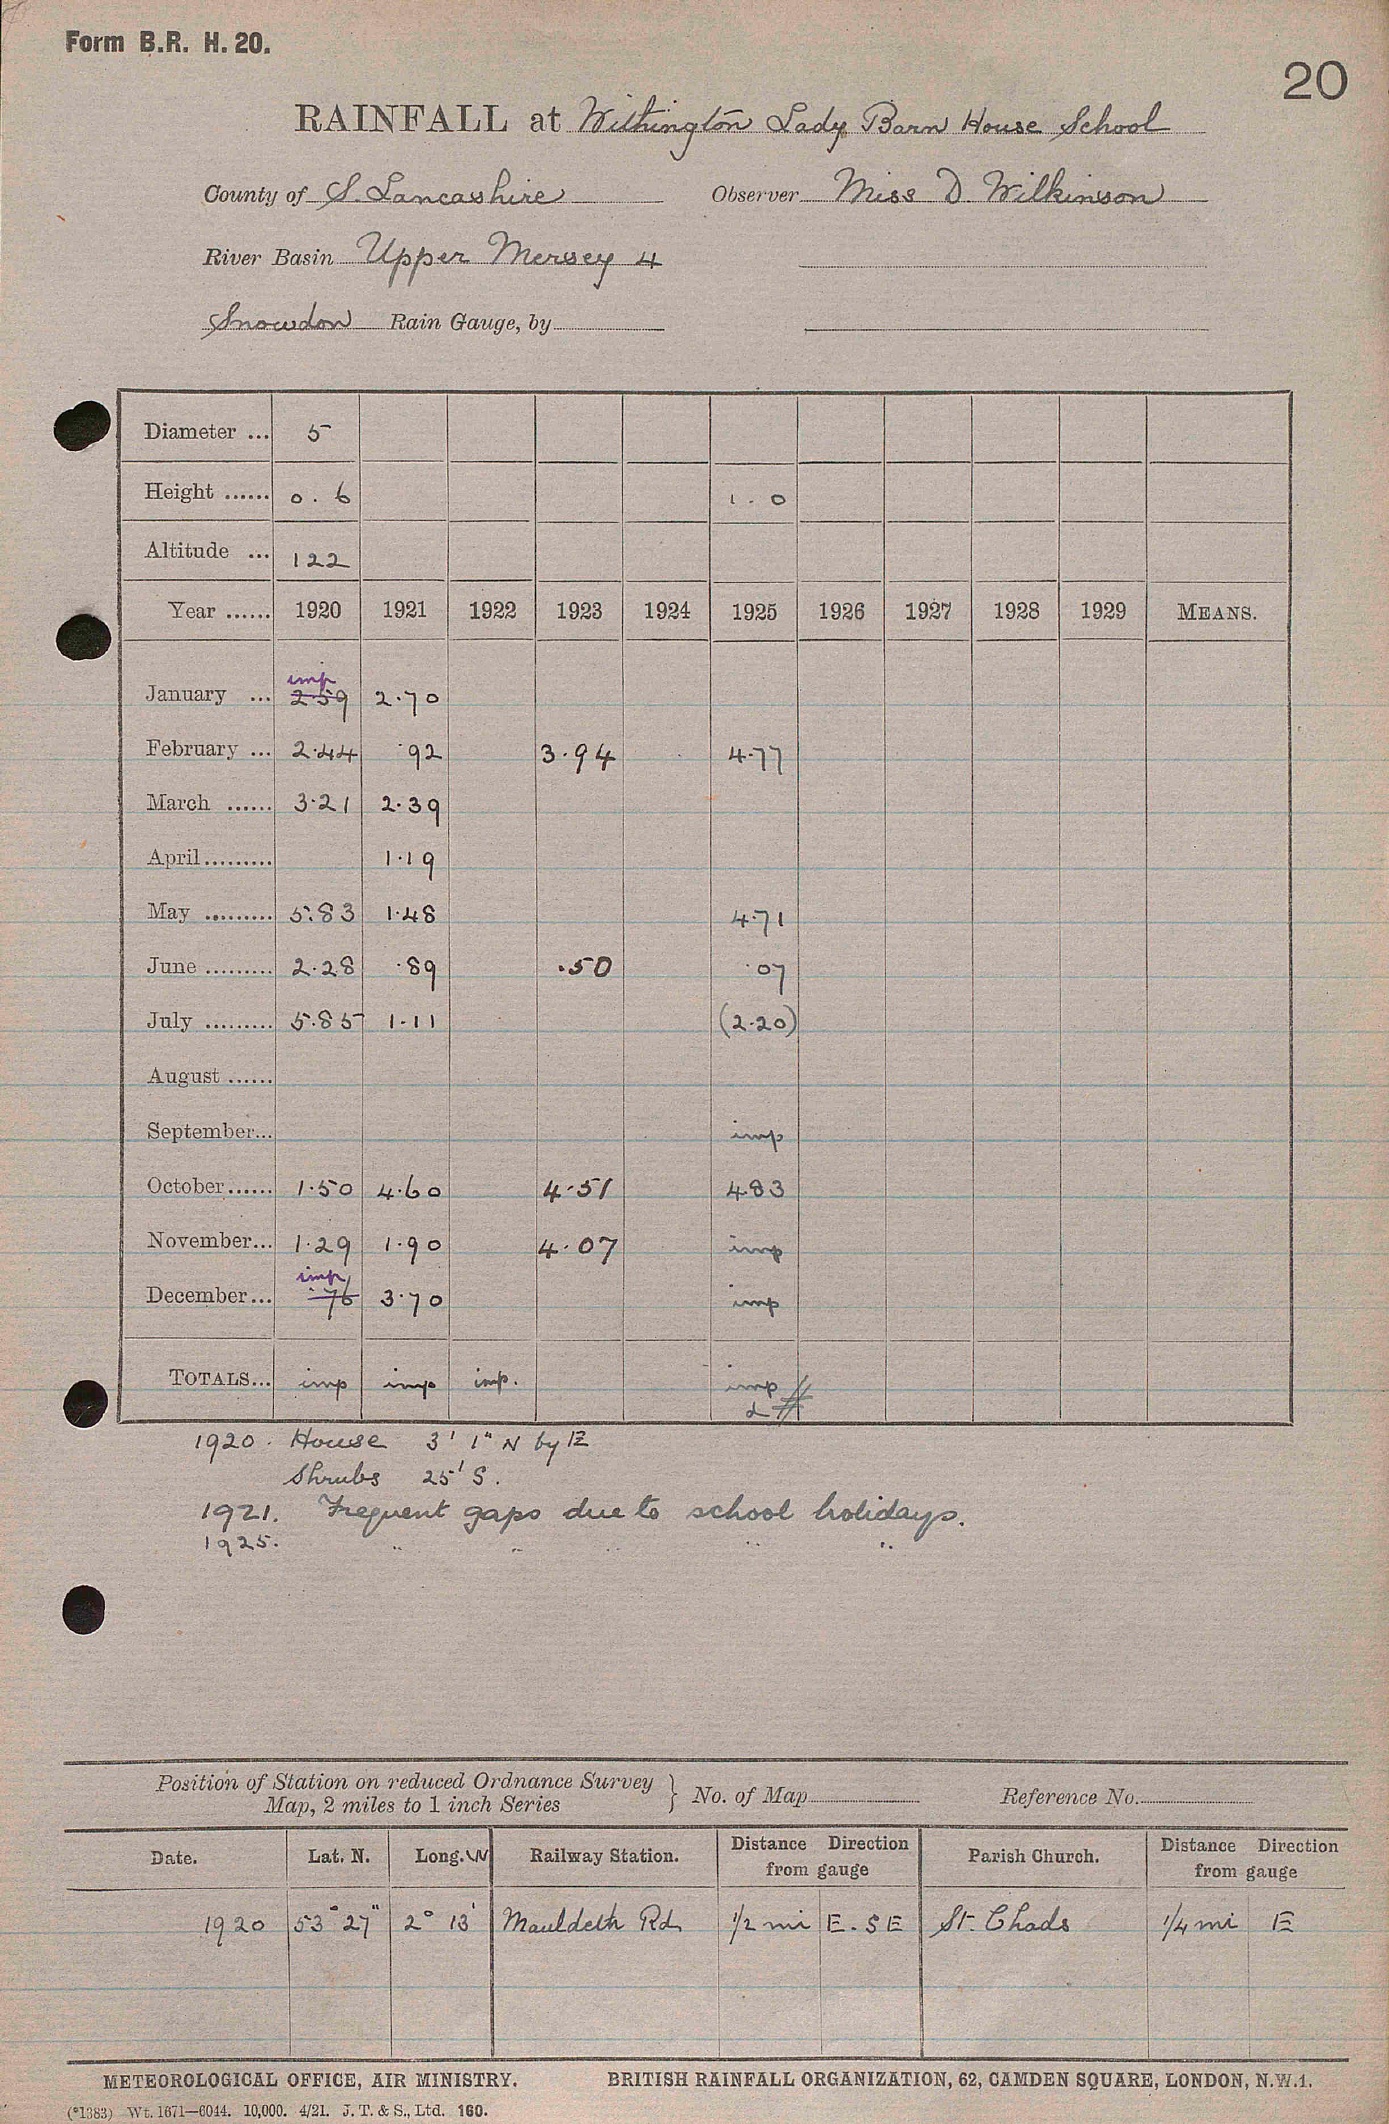 Form B.R. H. 20.
20
RAINFALL at Withington Lady Barn House School
County of S. Lancashire Observer Miss D. Wilkinson
River Basin Upper Mersey 4
Snowdon Rain Gauge, by
Diameter ... 5
Height ...... 0.6 1.0
Altitude ... 122
Year ...... 1920 1921 1922 1923 1924 1925 1926 1927 1928 1929 MEANS.
imp
January ... 2.59 2.70
February ... 2.44 .92 3.94 4.77
March ...... 3.21 2.39
April ......... 1.19
May ......... 5.83 1.48 4.71
June ......... 2.28 .89 .50 .07
July ......... 5.85 1.11 (2.20)
August ......
September... imp
October ...... 1.50 4.60 4.51 483
November... 1.29 1.90 4.07 imp
imp
December... .76 3.70 imp
TOTALS... imp imp imp. imp
1920. House 3' 1" N by E
Shrubs 25' S.
1921. Frequent gaps due to school holidays.
1925. " " " " "
Position of Station on reduced Ordnance Survey
Map, 2 miles to 1 inch Series } No. of Map Reference No.
Date. Lat. N. Long. W Railway Station. Distance Direction from gauge Parish Church. Distance Direction from gauge
1920 53° 27" 2° 13' Mauldeth Rd. 1/2 mi E.SE St. Chads 1/4 mi E
METEOROLOGICAL OFFICE, AIR MINISTRY. BRITISH RAINFALL ORGANIZATION, 62, CAMDEN SQUARE, LONDON, N.W.1.
(*1383) Wt. 1671—6044. 10,000. 4/21. J. T. & S., Ltd. 160.